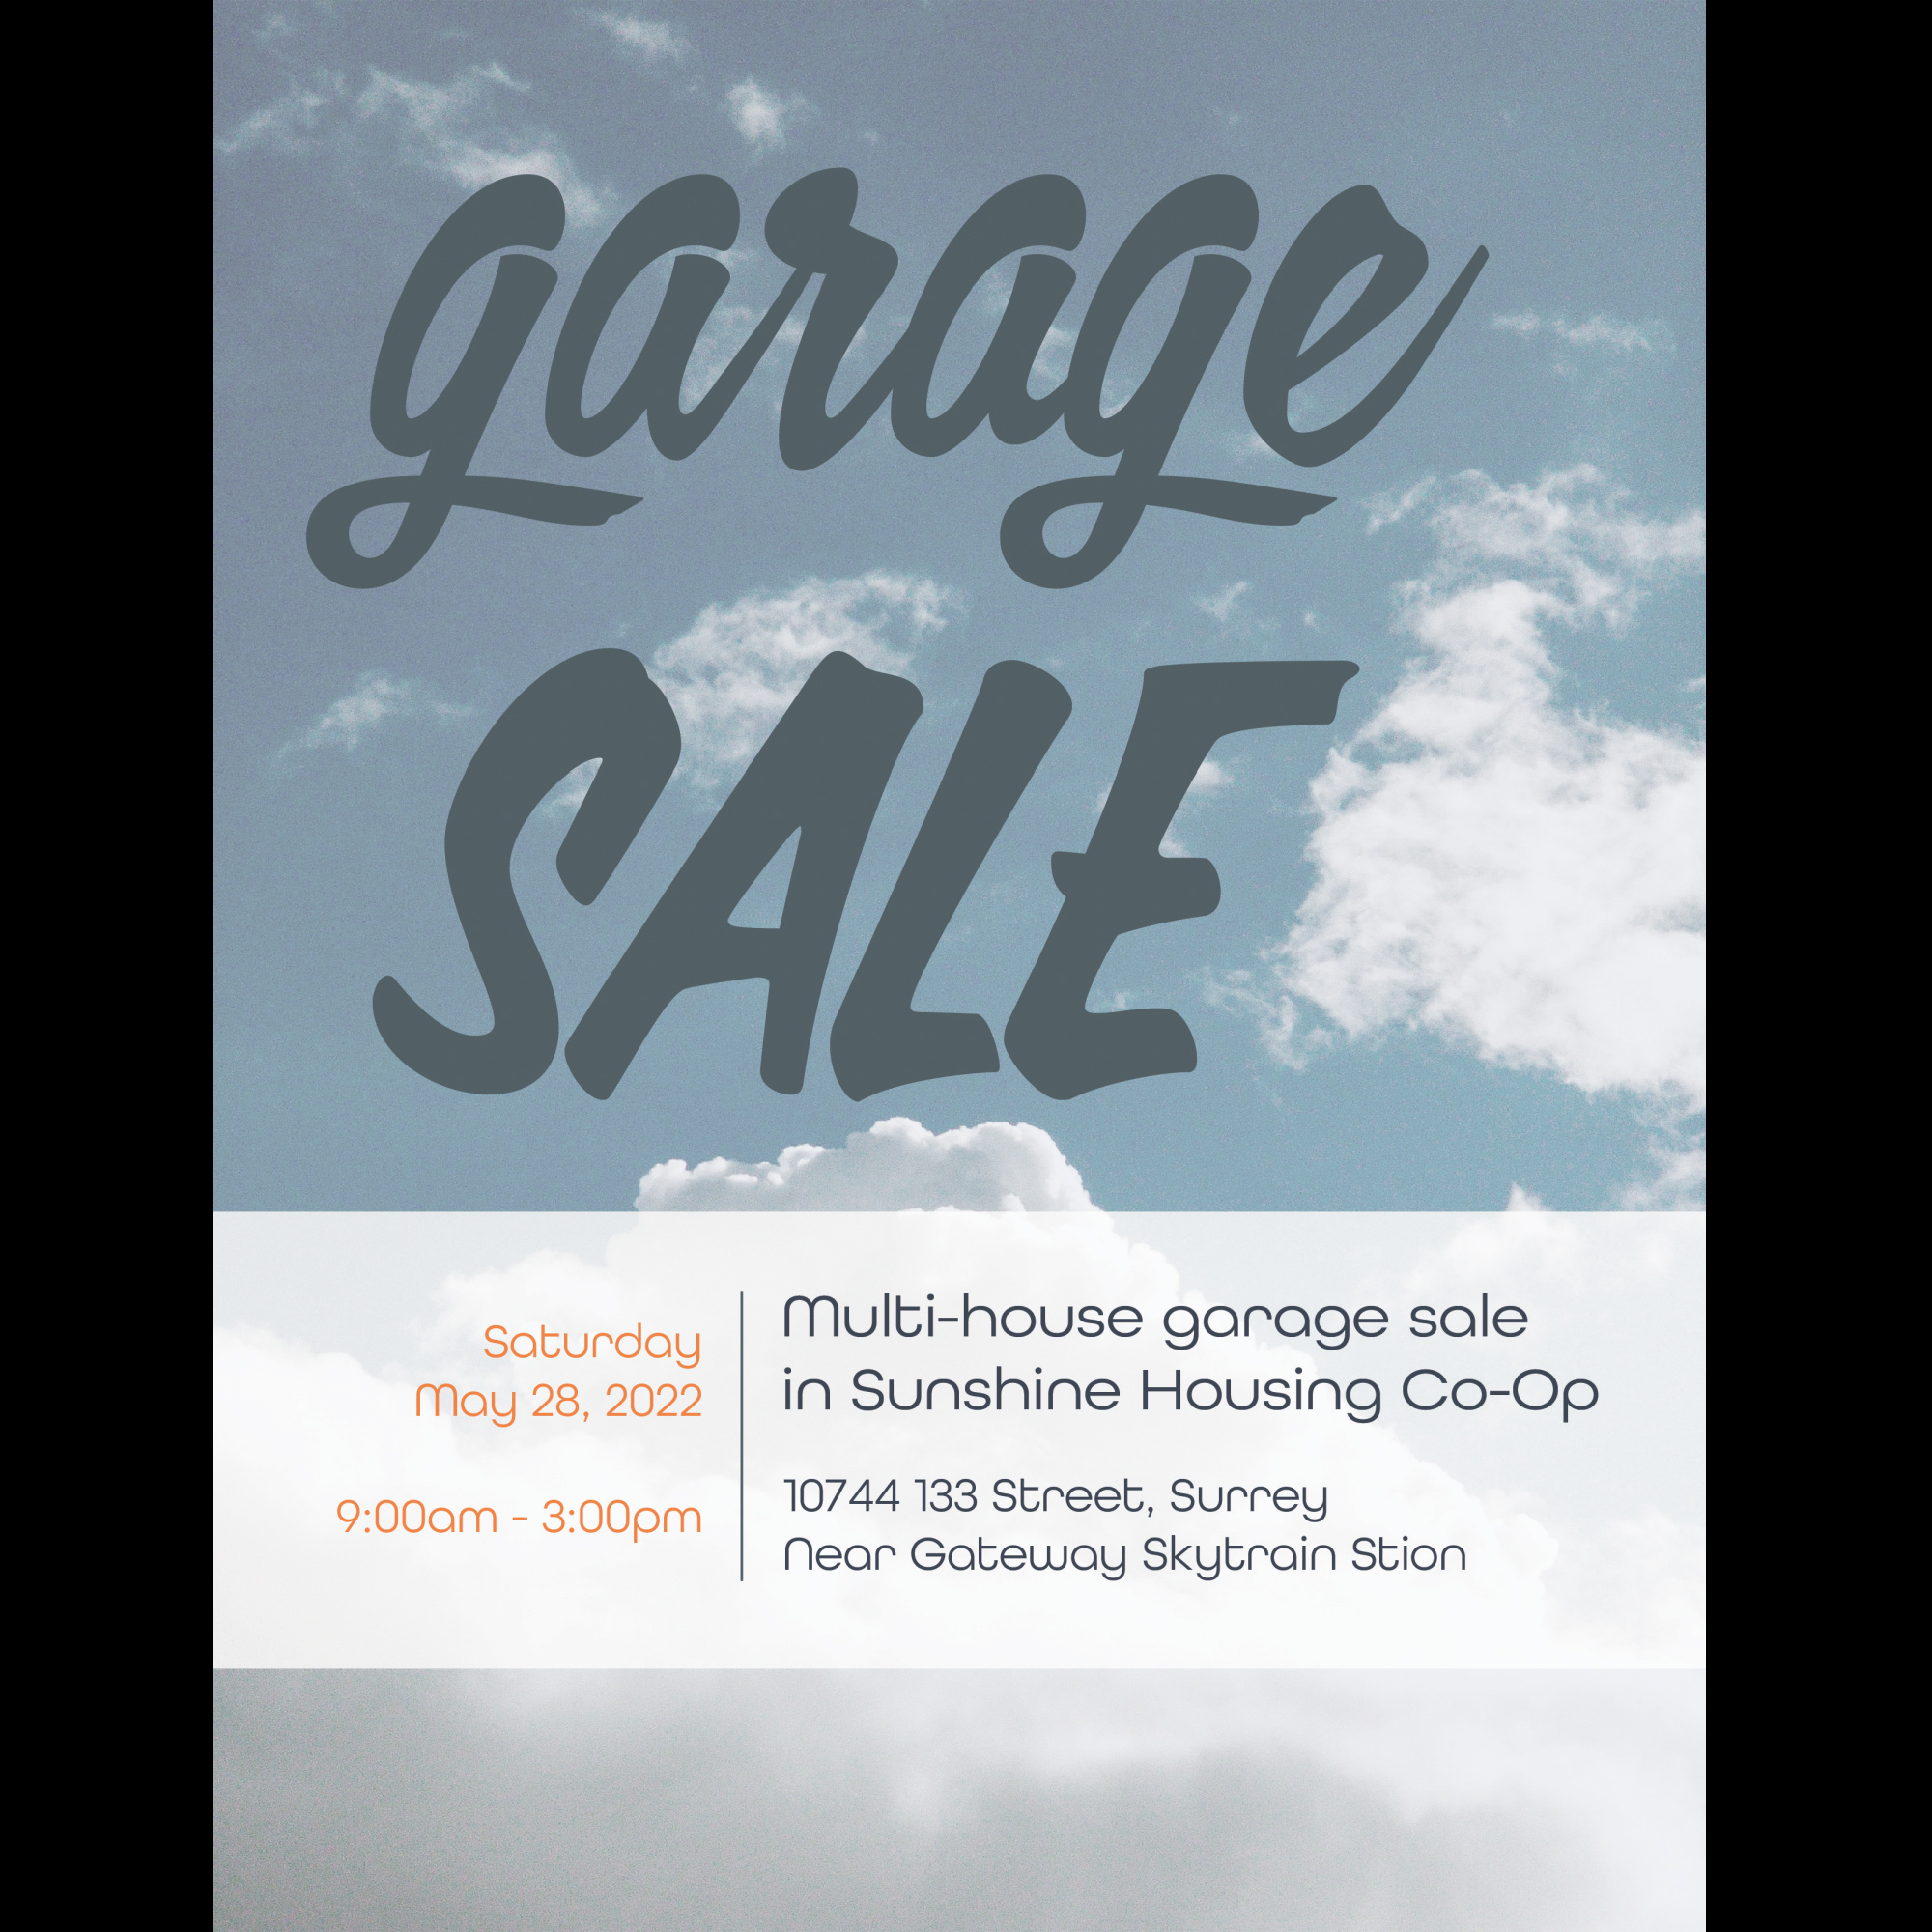 garage
SALE
Saturday
May 28, 2022
9:00am - 3:00pm
Multi-house garage sale
in Sunshine Housing Co-Op
10744 133 Street, Surrey
Near Gateway Skytrain Stion